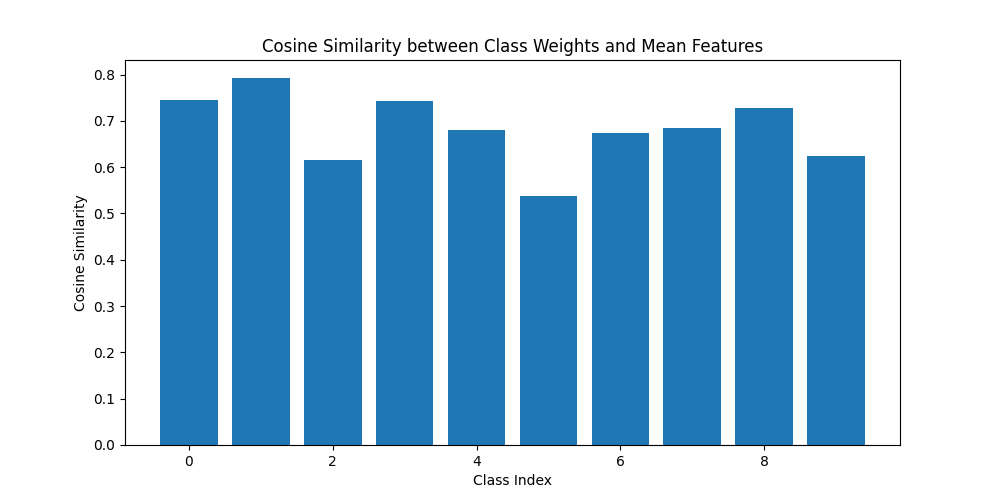 Cosine Similarity between Class Weights and Mean Features
0.8
0.7
0.6
0.5
0.4
0.3
0.2
0.1
0.0
Cosine Similarity
0 2 4 6 8
Class Index